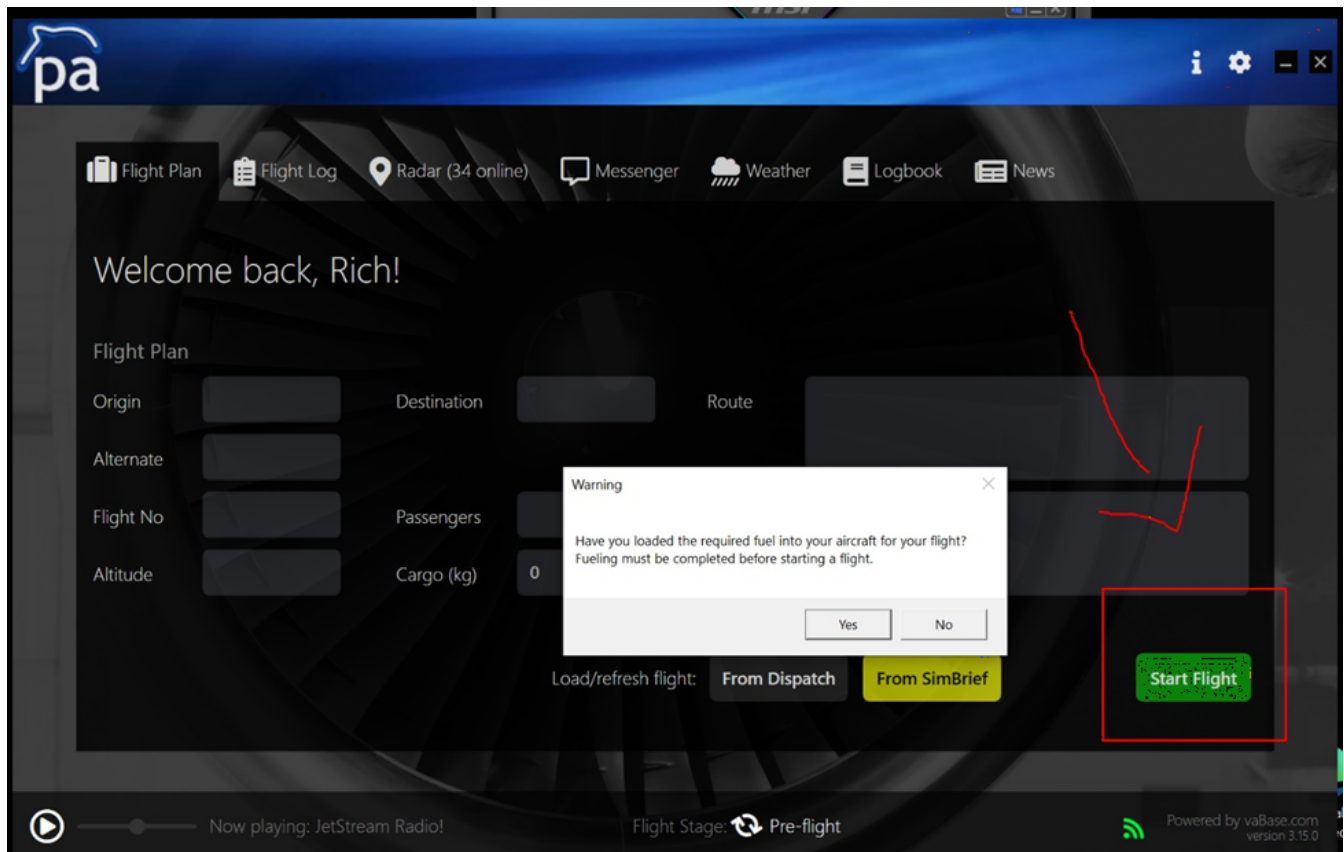 msi
pa
Flight Plan
Flight Log
Radar (34 online)
Messenger
Weather
Logbook
News
Welcome back, Rich!
Flight Plan
Origin
Destination
Route
Alternate
Flight No
Passengers
Altitude
Cargo (kg)
0
Warning
Have you loaded the required fuel into your aircraft for your flight?
Fueling must be completed before starting a flight.
Yes
No
Load/refresh flight:
From Dispatch
From SimBrief
Start Flight
Now playing: JetStream Radio!
Flight Stage:
Pre-flight
Powered by vaBase.com
version 3.15.0